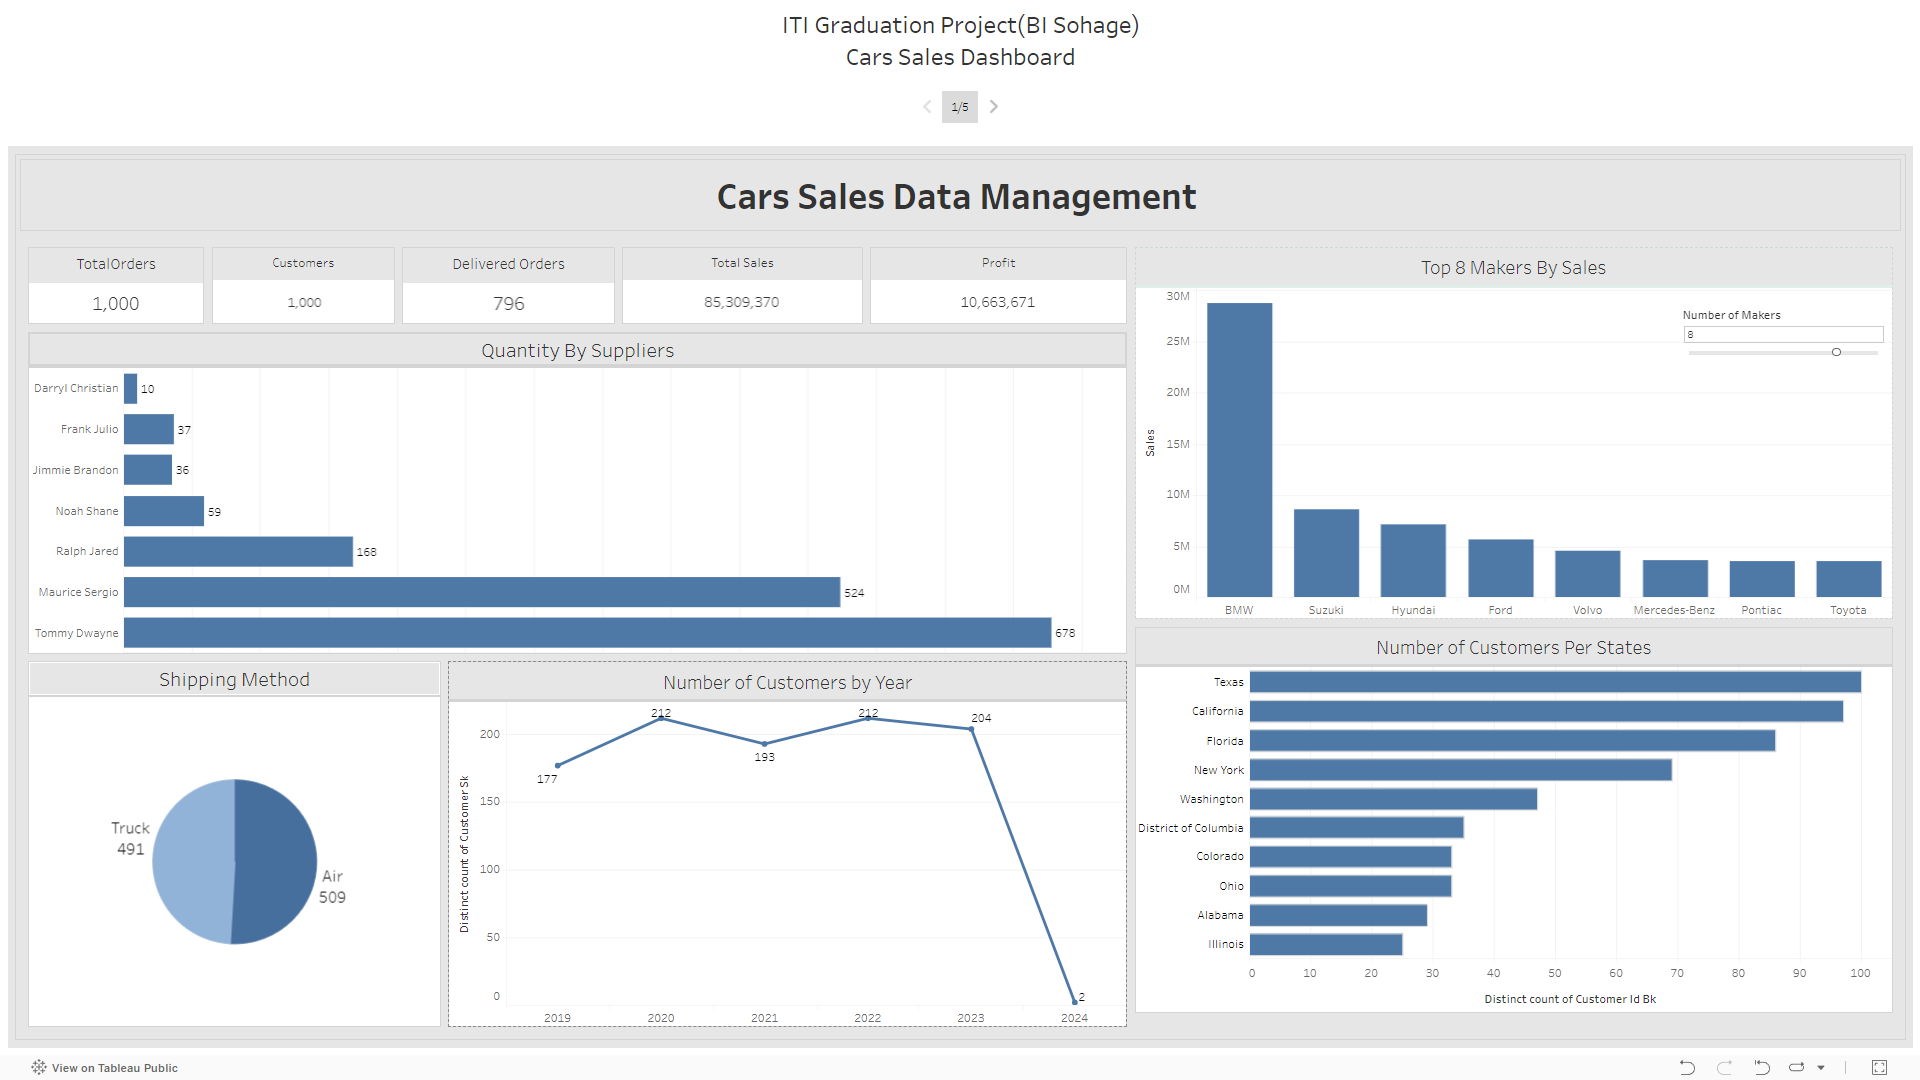 ITI Graduation Project(BI Sohage)
Cars Sales Dashboard
1/5
Cars Sales Data Management
TotalOrders
1,000
Customers
1,000
Delivered Orders
796
Total Sales
85,309,370
Profit
10,663,671
Quantity By Suppliers
Darryl Christian 10
Frank Julio 37
Jimmie Brandon 36
Noah Shane 59
Ralph Jared 168
Maurice Sergio 524
Tommy Dwayne 678
Top 8 Makers By Sales
Number of Makers
8
Sales
30M
25M
20M
15M
10M
5M
0M
BMW Suzuki Hyundai Ford Volvo Mercedes-Benz Pontiac Toyota
Shipping Method
Truck
491
Air
509
Number of Customers by Year
Distinct count of Customer Sk
200
150
100
50
0
177
212
193
212
204
2
2019 2020 2021 2022 2023 2024
Number of Customers Per States
Texas
California
Florida
New York
Washington
District of Columbia
Colorado
Ohio
Alabama
Illinois
0 10 20 30 40 50 60 70 80 90 100
Distinct count of Customer Id Bk
View on Tableau Public